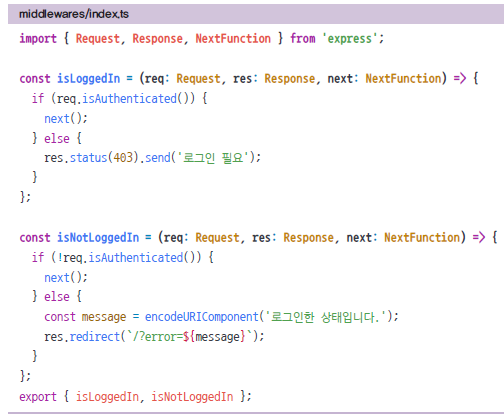 middlewares/index.ts
import { Request, Response, NextFunction } from 'express';
const isLoggedIn = (req: Request, res: Response, next: NextFunction) => {
  if (req.isAuthenticated()) {
    next();
  } else {
    res.status(403).send('로그인 필요');
  }
};
const isNotLoggedIn = (req: Request, res: Response, next: NextFunction) => {
  if (!req.isAuthenticated()) {
    next();
  } else {
    const message = encodeURIComponent('로그인한 상태입니다.');
    res.redirect(`/?error=${message}`);
  }
};
export { isLoggedIn, isNotLoggedIn };